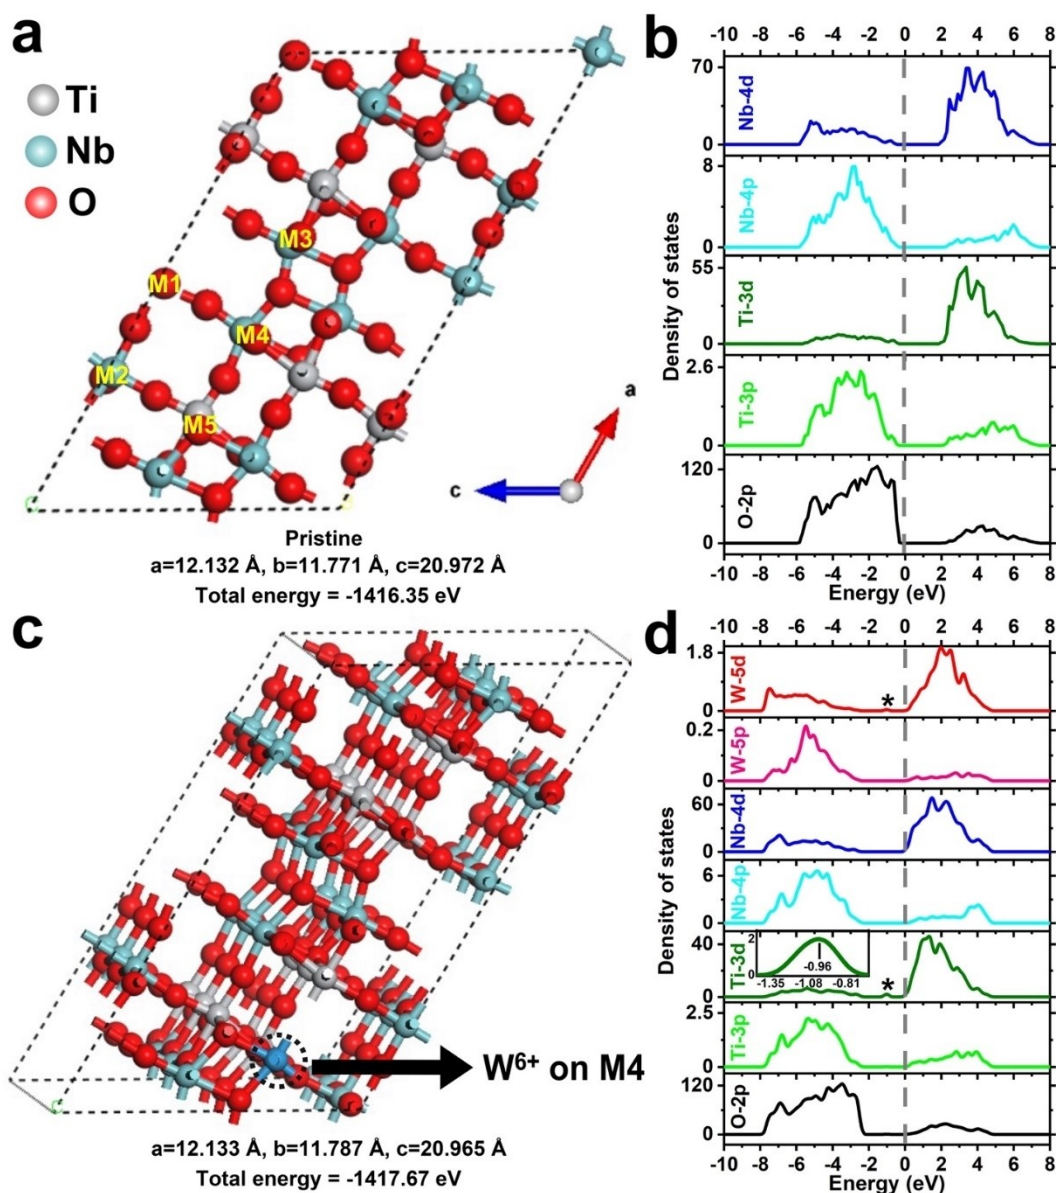 a
Ti
Nb
O
M3
M1
M4
M2
M5
a
c
Pristine
a=12.132 Å, b=11.771 Å, c=20.972 Å
Total energy = -1416.35 eV
b
-10 -8 -6 -4 -2 0 2 4 6 8
70
0
Nb-4d
8
0
Nb-4p
55
0
Ti-3d
2.6
0
Ti-3p
120
0
O-2p
Density of states
-10 -8 -6 -4 -2 0 2 4 6 8
Energy (eV)
c
W⁶⁺ on M4
a=12.133 Å, b=11.787 Å, c=20.965 Å
Total energy = -1417.67 eV
d
-10 -8 -6 -4 -2 0 2 4 6 8
1.8
0
W-5d
*
0.2
0
W-5p
60
0
Nb-4d
6
0
Nb-4p
40
0
Ti-3d
2
0
-0.96
-1.35 -1.08 -0.81
*
2.5
0
Ti-3p
120
0
O-2p
Density of states
-10 -8 -6 -4 -2 0 2 4 6 8
Energy (eV)